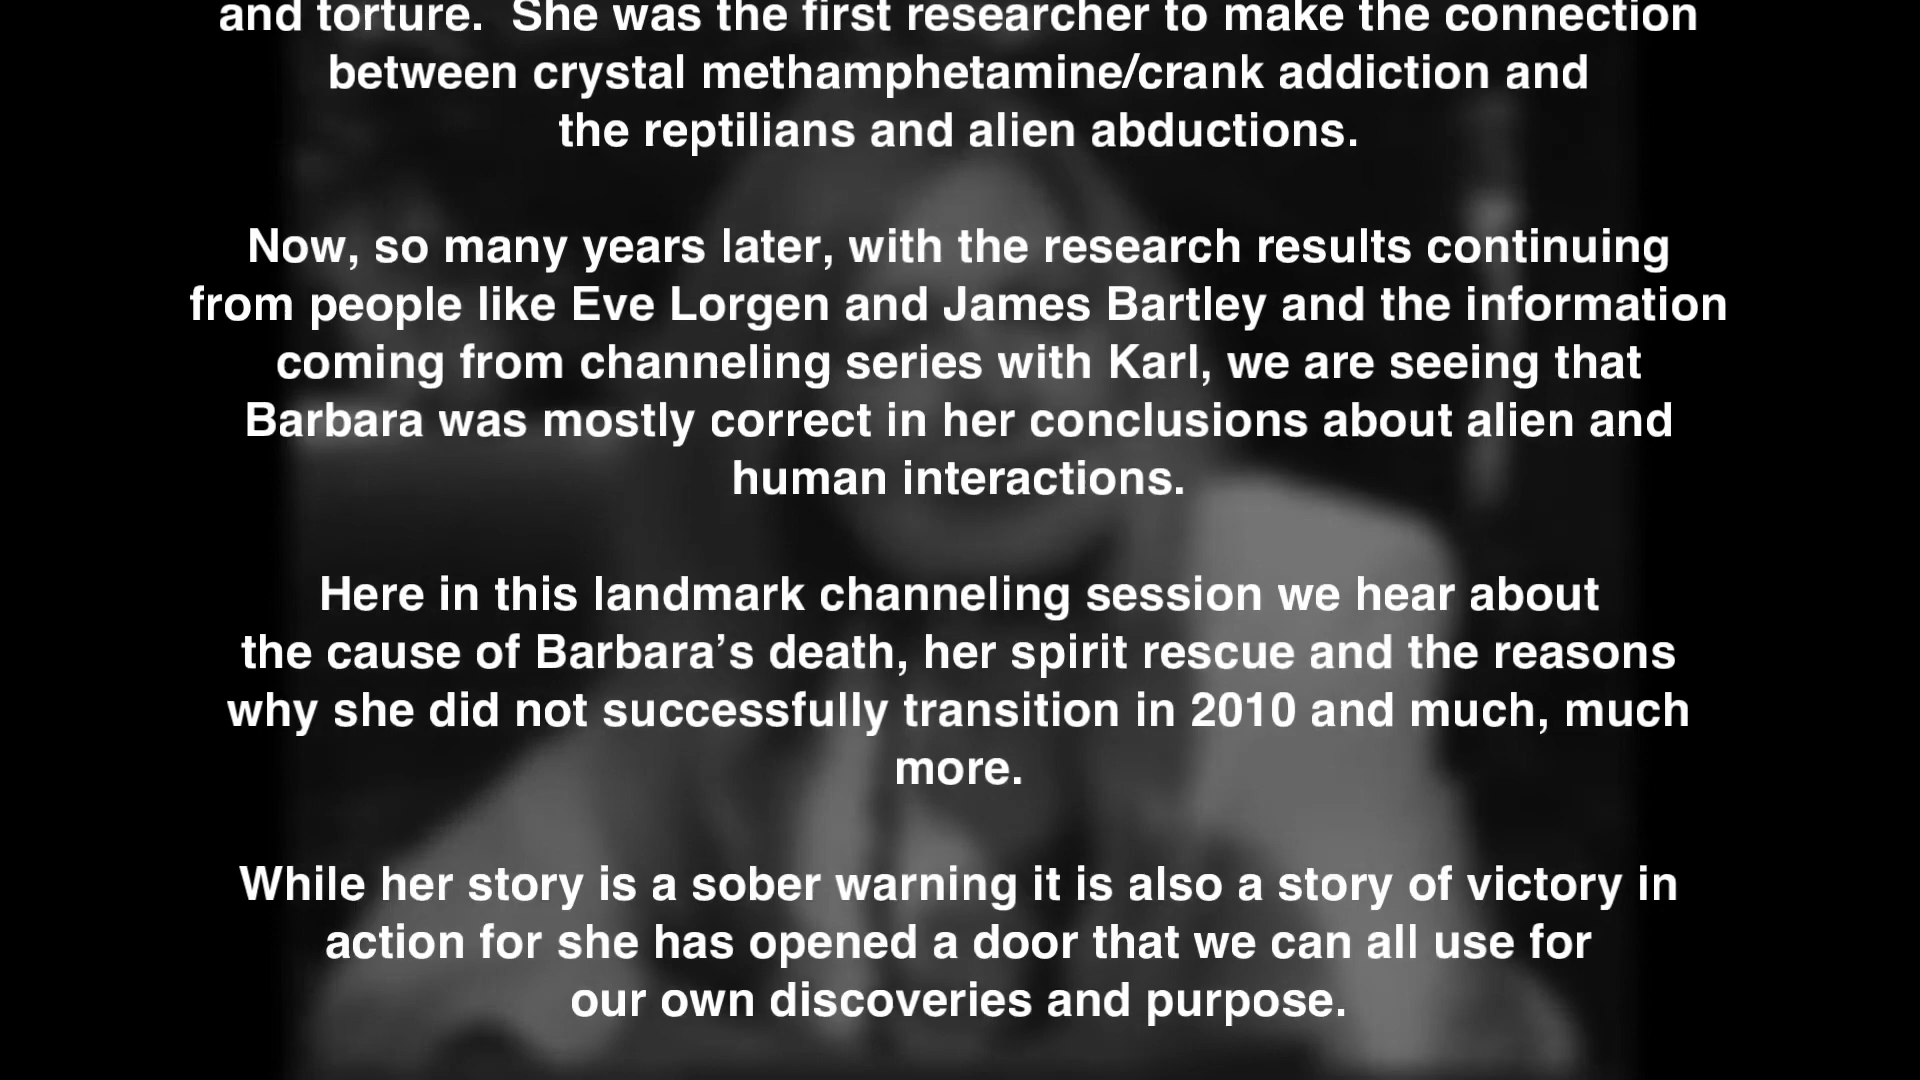 and torture.  She was the first researcher to make the connection
between crystal methamphetamine/crank addiction and
the reptilians and alien abductions.
Now, so many years later, with the research results continuing
from people like Eve Lorgen and James Bartley and the information
coming from channeling series with Karl, we are seeing that
Barbara was mostly correct in her conclusions about alien and
human interactions.
Here in this landmark channeling session we hear about
the cause of Barbara’s death, her spirit rescue and the reasons
why she did not successfully transition in 2010 and much, much
more.
While her story is a sober warning it is also a story of victory in
action for she has opened a door that we can all use for
our own discoveries and purpose.